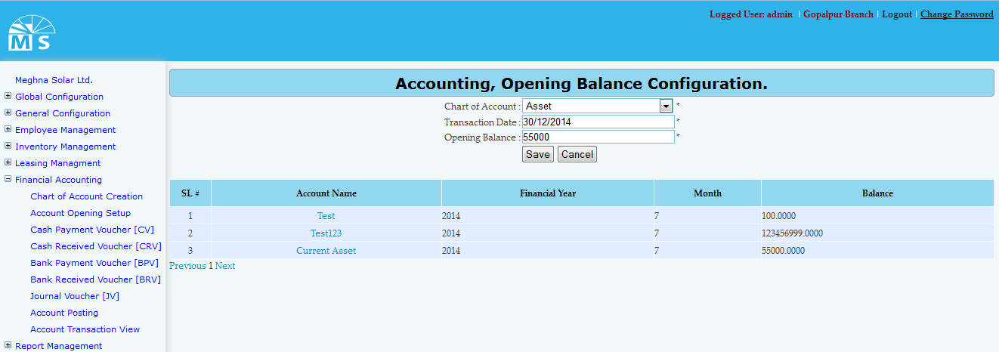 Logged User: admin | Gopalpur Branch | Logout | Change Password
M S
Meghna Solar Ltd.
Global Configuration
General Configuration
Employee Management
Inventory Management
Leasing Managment
Financial Accounting
Chart of Account Creation
Account Opening Setup
Cash Payment Voucher [CV]
Cash Received Voucher [CRV]
Bank Payment Voucher [BPV]
Bank Received Voucher [BRV]
Journal Voucher [JV]
Account Posting
Account Transaction View
Report Management
Accounting, Opening Balance Configuration.
Chart of Account : Asset *
Transaction Date : 30/12/2014 *
Opening Balance : 55000 *
Save Cancel
SL # Account Name Financial Year Month Balance
1 Test 2014 7 100.0000
2 Test123 2014 7 123456999.0000
3 Current Asset 2014 7 55000.0000
Previous 1 Next